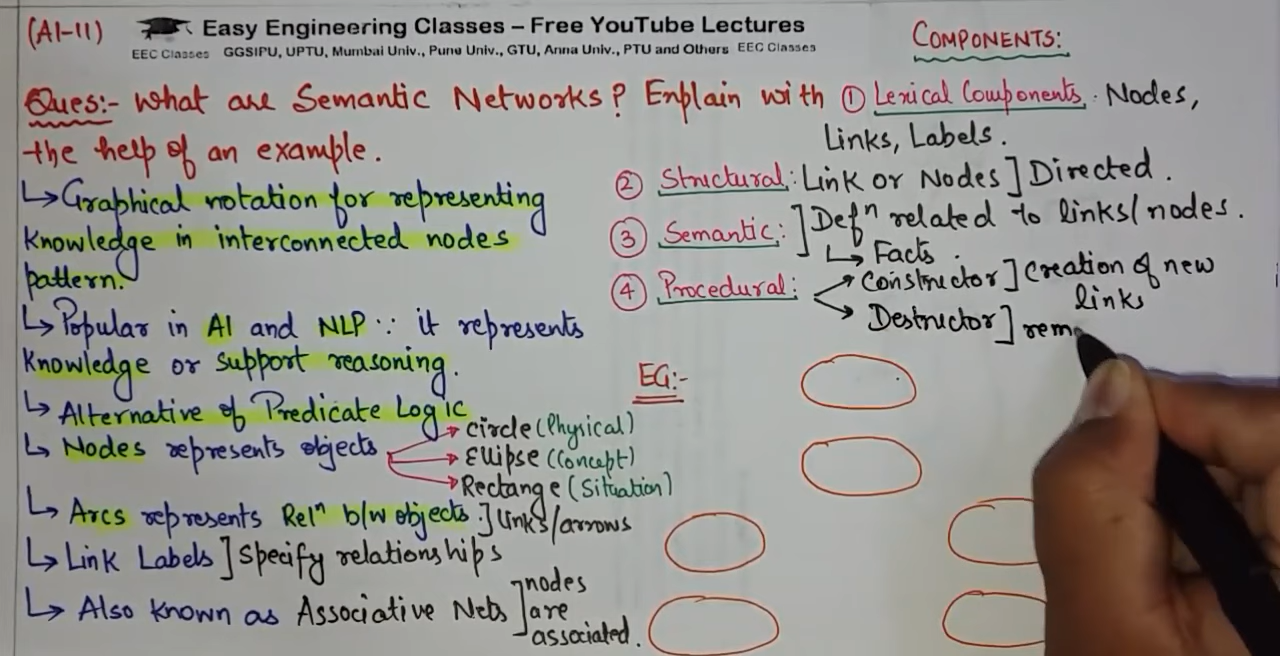 (AI-11)
Easy Engineering Classes – Free YouTube Lectures
EEC Classes GGSIPU, UPTU, Mumbai Univ., Pune Univ., GTU, Anna Univ., PTU and Others EEC Classes
Ques:- What are Semantic Networks? Explain with
the help of an example.
↳ Graphical notation for representing
knowledge in interconnected nodes
pattern.
↳ Popular in AI and NLP ∵ it represents
knowledge or support reasoning.
↳ Alternative of Predicate Logic
↳ Nodes represents objects
circle (Physical)
Ellipse (Concept)
Rectange (Situation)
↳ Arcs represents Relⁿ b/w objects.] links/arrows
↳ Link Labels] specify relationships
↳ Also known as Associative Nets
nodes
are
associated.
COMPONENTS:
① Lexical Components: Nodes,
Links, Labels.
② Structural: Link or Nodes] Directed.
③ Semantic:] Defⁿ related to links/nodes.
↳ Facts.
④ Procedural:
Constructor] Creation of new
links
Destructor] rem
EG:-